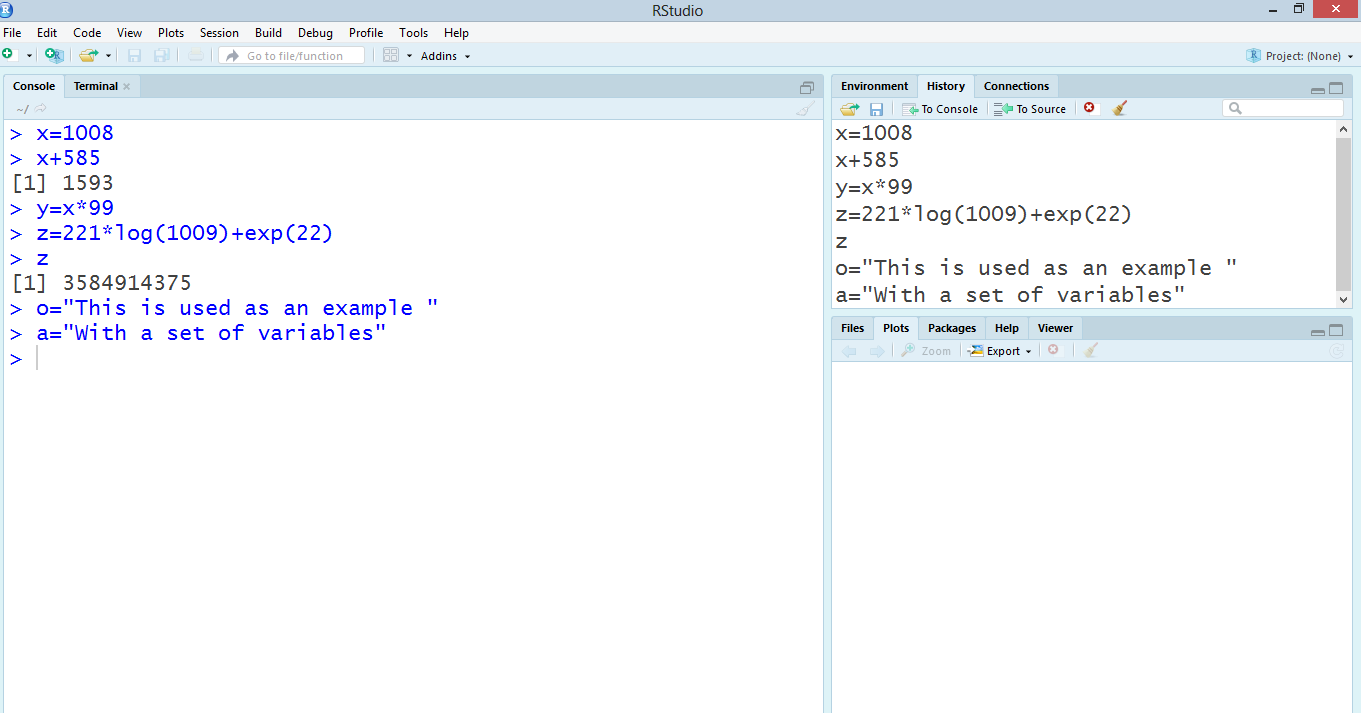 RStudio
File Edit Code View Plots Session Build Debug Profile Tools Help
Go to file/function Addins Project: (None)
Console Terminal
~/
> x=1008
> x+585
[1] 1593
> y=x*99
> z=221*log(1009)+exp(22)
> z
[1] 3584914375
> o="This is used as an example "
> a="With a set of variables"
>
Environment History Connections
To Console To Source
x=1008
x+585
y=x*99
z=221*log(1009)+exp(22)
z
o="This is used as an example "
a="With a set of variables"
Files Plots Packages Help Viewer
Zoom Export